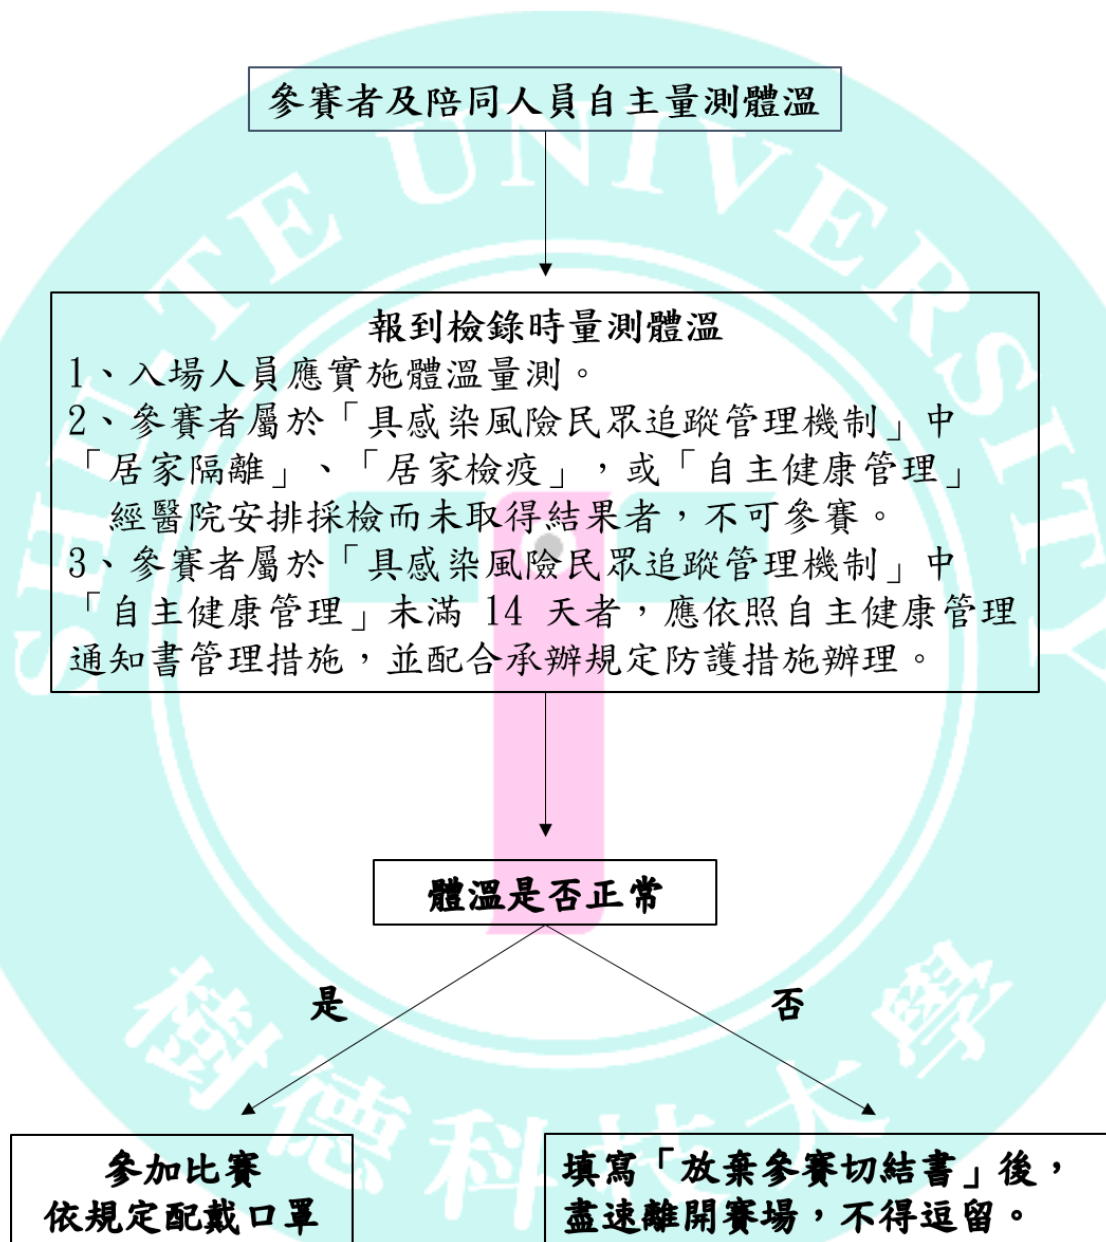 參賽者及陪同人員自主量測體溫
報到檢錄時量測體溫
1、入場人員應實施體溫量測。
2、參賽者屬於「具感染風險民眾追蹤管理機制」中
「居家隔離」、「居家檢疫」，或「自主健康管理」
經醫院安排採檢而未取得結果者，不可參賽。
3、參賽者屬於「具感染風險民眾追蹤管理機制」中
「自主健康管理」未滿 14 天者，應依照自主健康管理
通知書管理措施，並配合承辦規定防護措施辦理。
體溫是否正常
是
否
參加比賽
依規定配戴口罩
填寫「放棄參賽切結書」後，
盡速離開賽場，不得逗留。
SHU-TE UNIVERSITY
樹德科技大學